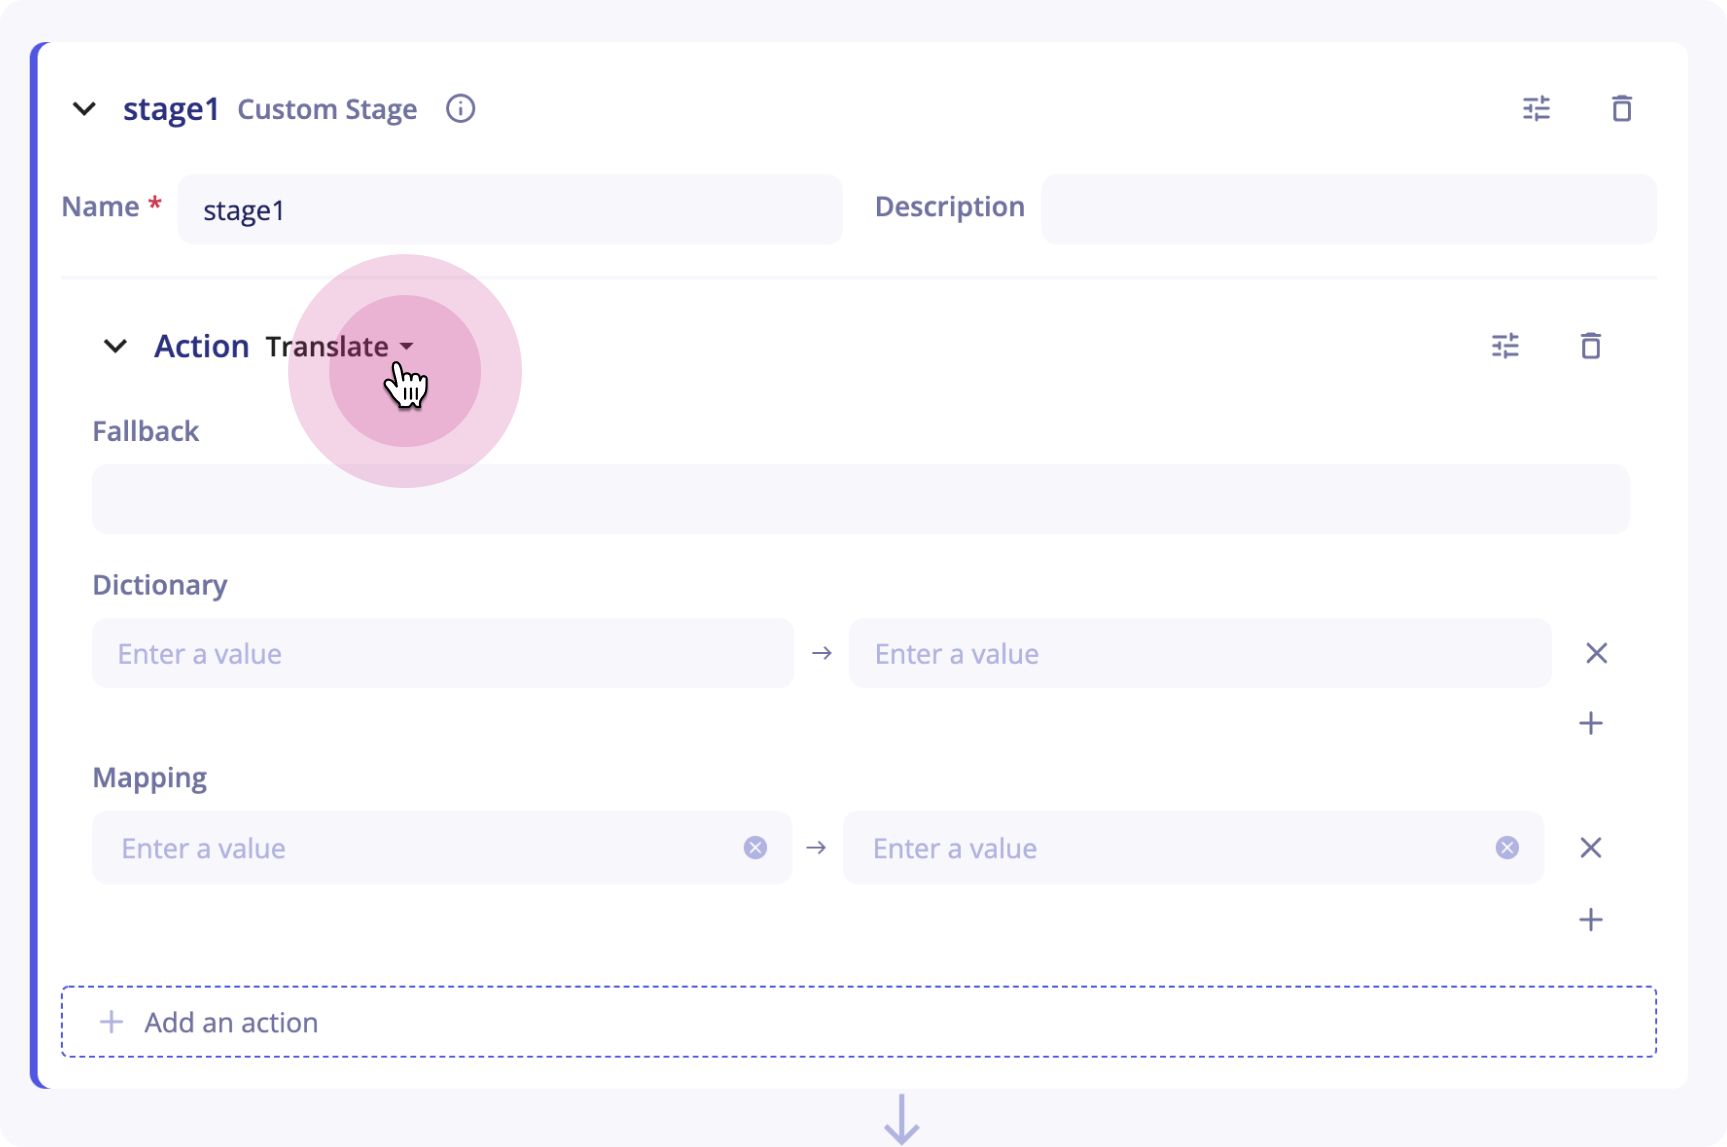 stage1 Custom Stage
Name * stage1 Description
Action Translate
Fallback
Dictionary
Enter a value → Enter a value
Mapping
Enter a value → Enter a value
Add an action